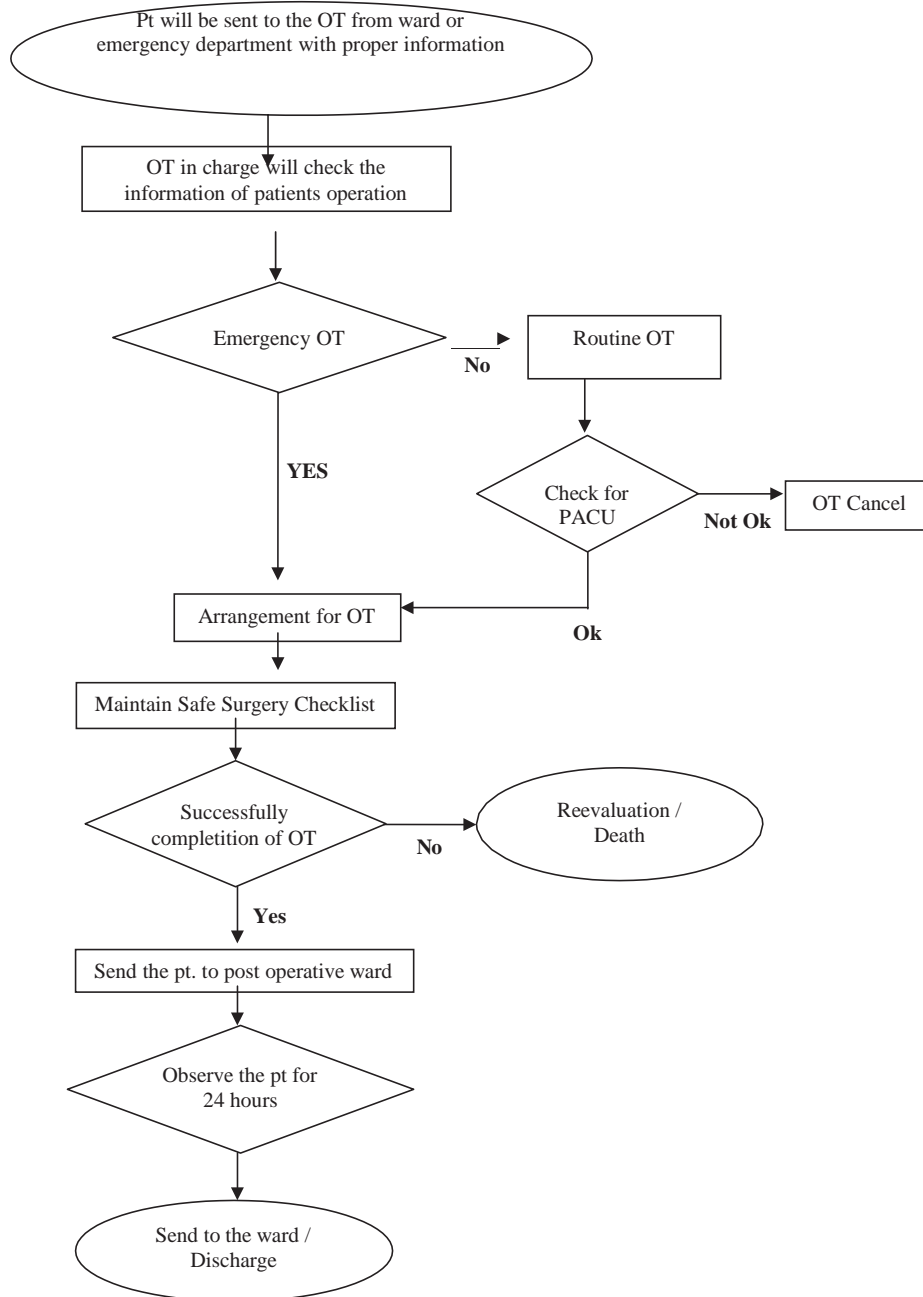 Pt will be sent to the OT from ward or
emergency department with proper information
OT in charge will check the
information of patients operation
Emergency OT
No
Routine OT
YES
Check for
PACU
Not Ok
OT Cancel
Ok
Arrangement for OT
Maintain Safe Surgery Checklist
Successfully
completition of OT
No
Reevaluation /
Death
Yes
Send the pt. to post operative ward
Observe the pt for
24 hours
Send to the ward /
Discharge